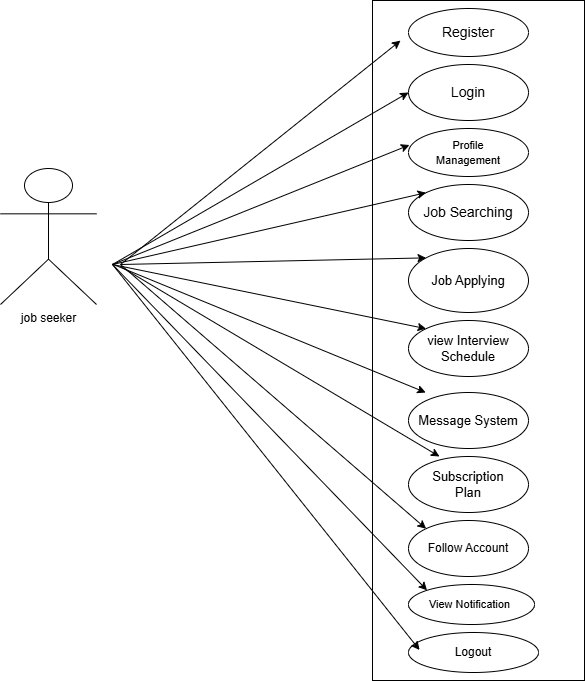 Register
Login
Profile
Management
Job Searching
job seeker
Job Applying
view Interview
Schedule
Message System
Subscription
Plan
Follow Account
View Notification
Logout